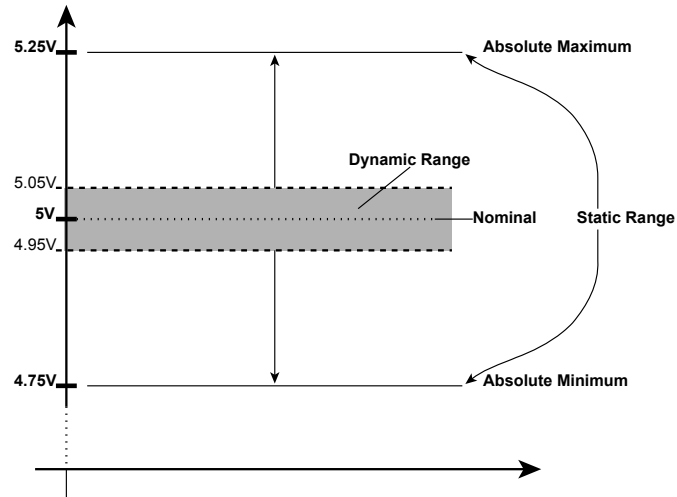 5.25V
Absolute Maximum
Dynamic Range
5.05V
5V
Nominal
Static Range
4.95V
4.75V
Absolute Minimum